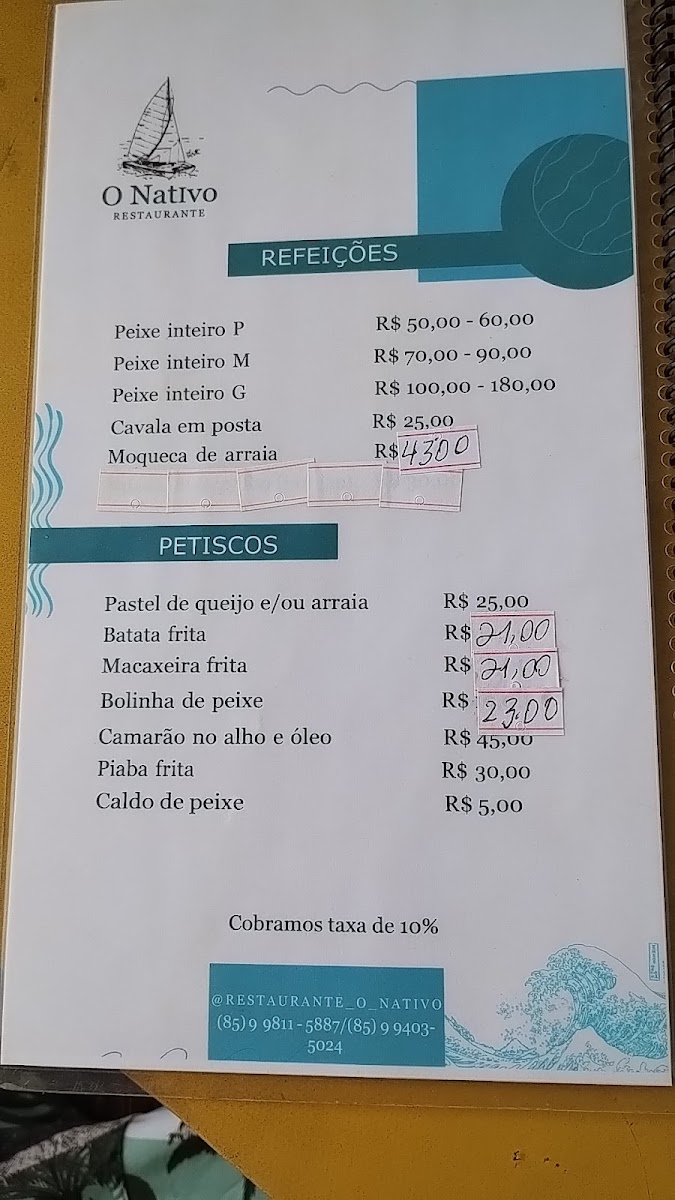 O Nativo
RESTAURANTE
REFEIÇÕES
Peixe inteiro P R$ 50,00 - 60,00
Peixe inteiro M R$ 70,00 - 90,00
Peixe inteiro G R$ 100,00 - 180,00
Cavala em posta R$ 25,00
Moqueca de arraia R$ 43,00
PETISCOS
Pastel de queijo e/ou arraia R$ 25,00
Batata frita R$ 21,00
Macaxeira frita R$ 21,00
Bolinha de peixe R$ 23,00
Camarão no alho e óleo R$ 45,00
Piaba frita R$ 30,00
Caldo de peixe R$ 5,00
Cobramos taxa de 10%
@RESTAURANTE_O_NATIVO
(85) 9 9811 - 5887/(85) 9 9403-
5024